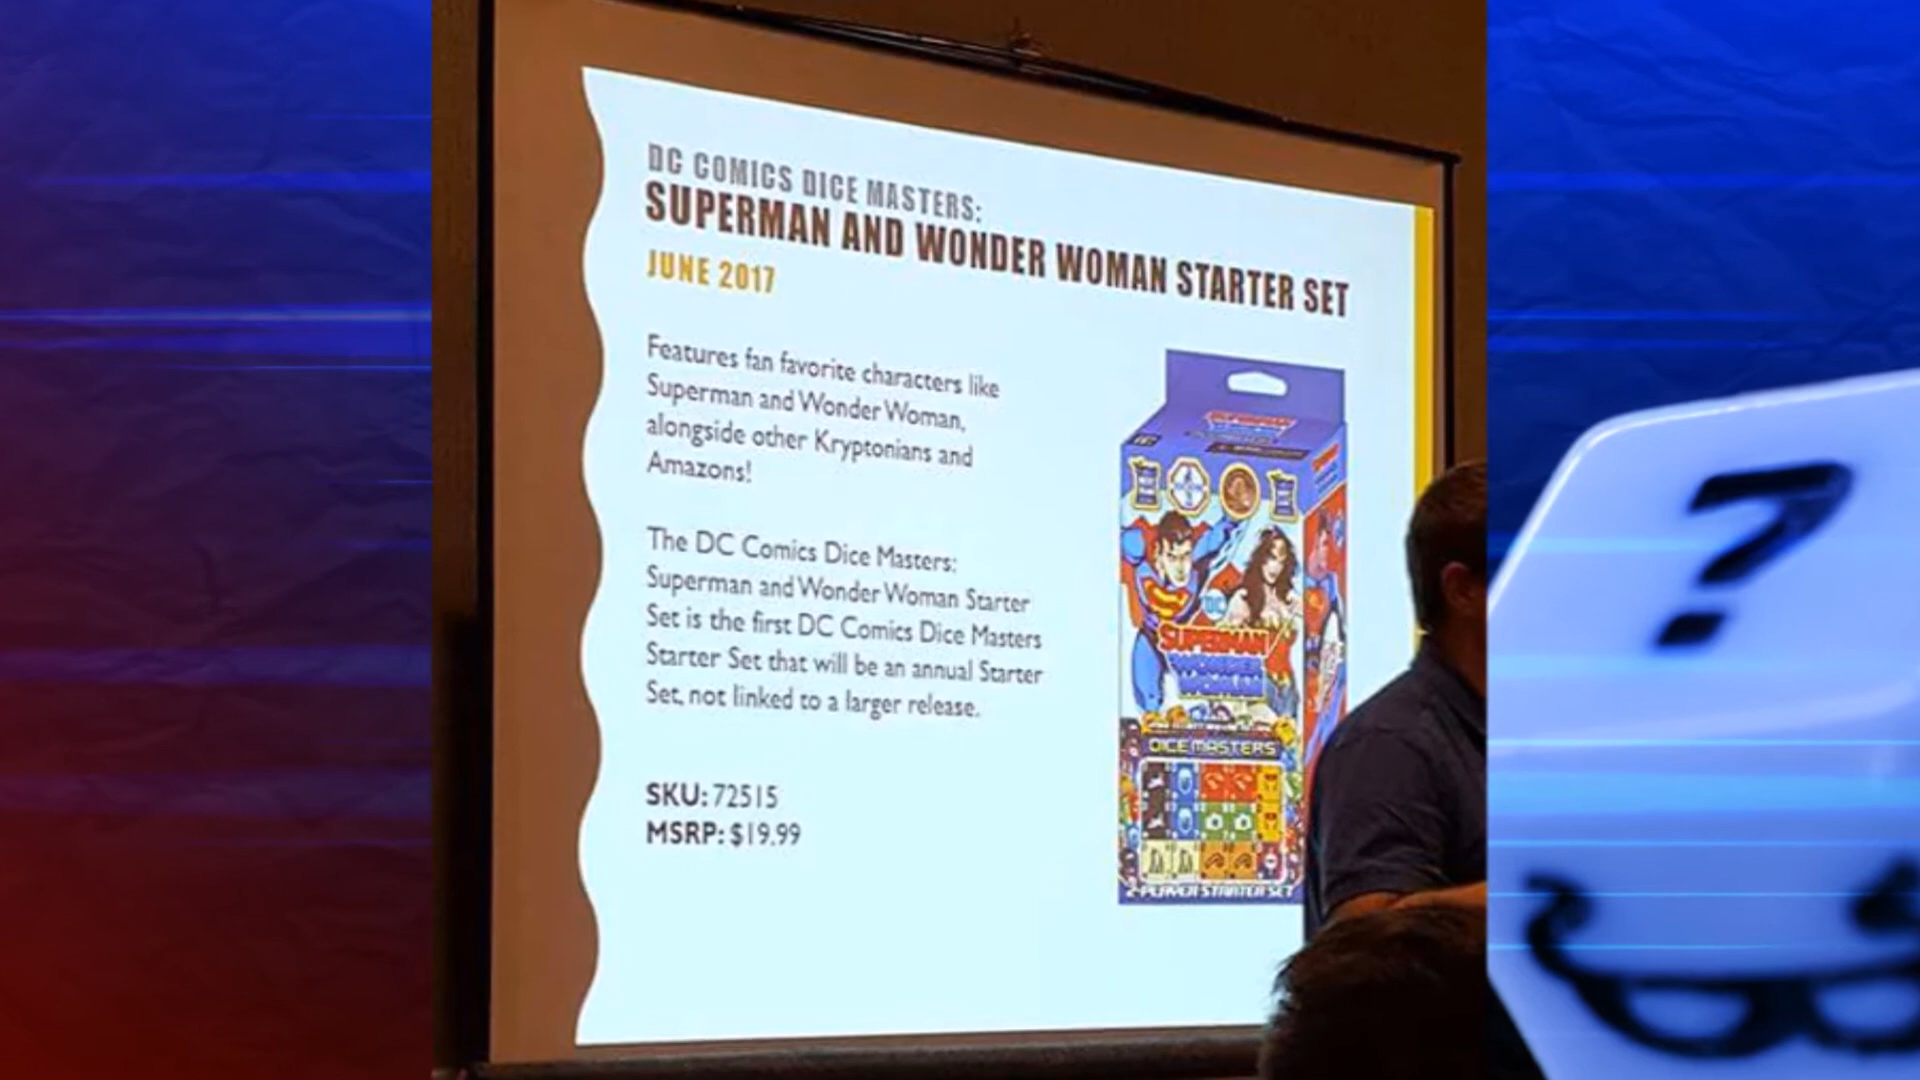 DC COMICS DICE MASTERS:
SUPERMAN AND WONDER WOMAN STARTER SET
JUNE 2017
Features fan favorite characters like
Superman and Wonder Woman,
alongside other Kryptonians and
Amazons!
The DC Comics Dice Masters:
Superman and Wonder Woman Starter
Set is the first DC Comics Dice Masters
Starter Set that will be an annual Starter
Set, not linked to a larger release.
SKU: 72515
MSRP: $19.99
DC
SUPERMAN
WONDER
WOMAN
DICE MASTERS
2-PLAYER STARTER SET
?